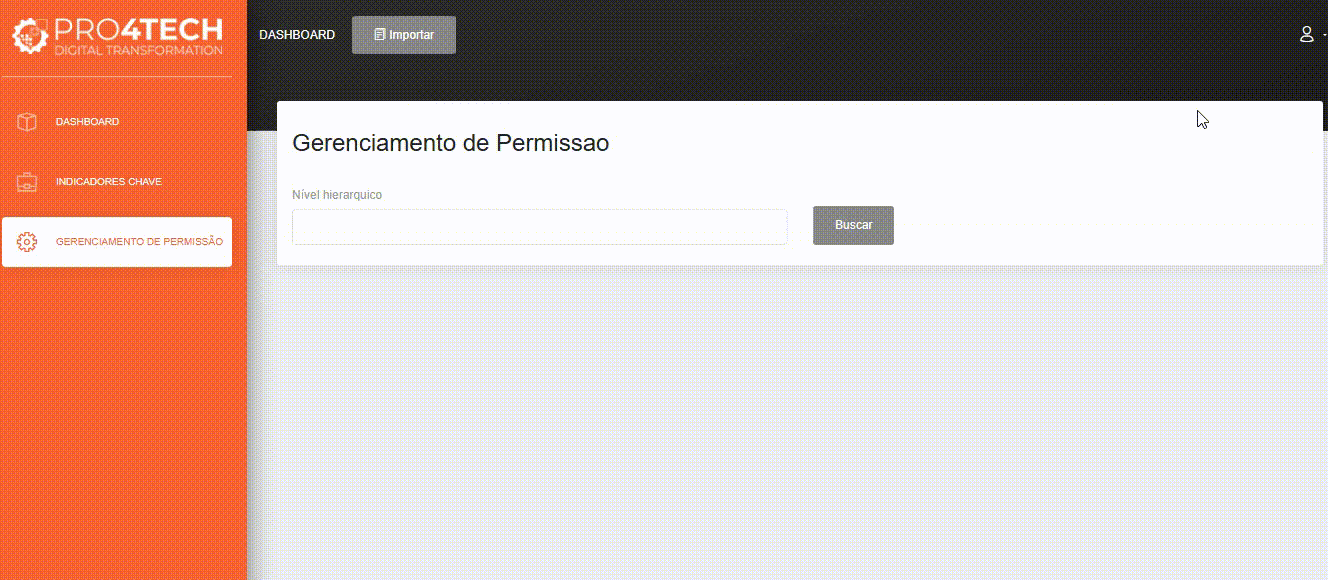 PRO4TECH
DIGITAL TRANSFORMATION
DASHBOARD
INDICADORES CHAVE
GERENCIAMENTO DE PERMISSÃO
DASHBOARD
Importar
Gerenciamento de Permissao
Nível hierarquico
Buscar